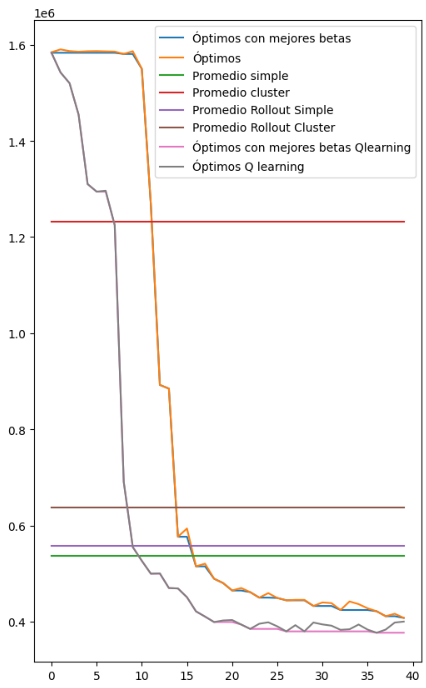 1e6
Óptimos con mejores betas
Óptimos
Promedio simple
Promedio cluster
Promedio Rollout Simple
Promedio Rollout Cluster
Óptimos con mejores betas Qlearning
Óptimos Q learning
1.6
1.4
1.2
1.0
0.8
0.6
0.4
0 5 10 15 20 25 30 35 40